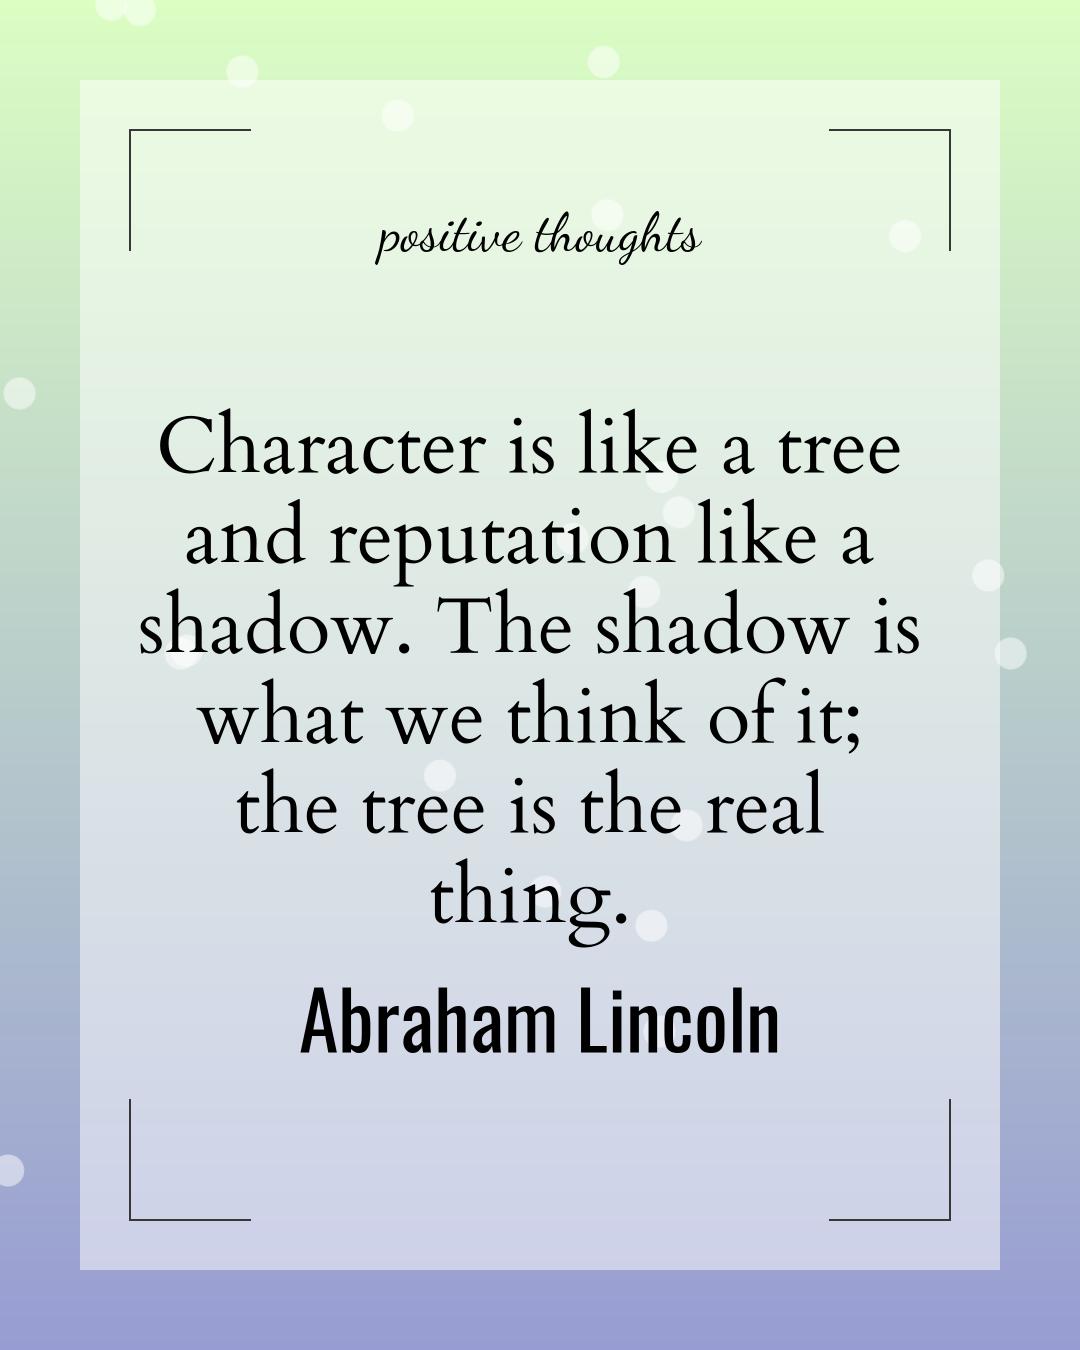 positive thoughts
Character is like a tree
and reputation like a
shadow. The shadow is
what we think of it;
the tree is the real
thing.
Abraham Lincoln